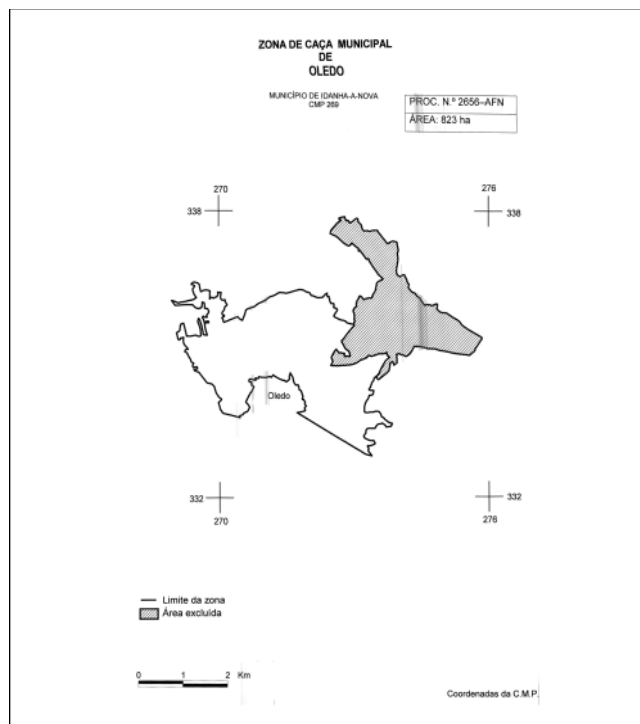 ZONA DE CAÇA MUNICIPAL
DE
OLEDO
MUNICÍPIO DE IDANHA-A-NOVA
CMP 269
PROC. N.º 2656–AFN
ÁREA: 823 ha
270
276
338
338
Oledo
332
332
270
276
Limite da zona
Área excluída
0 1 2 Km
Coordenadas da C.M.P.